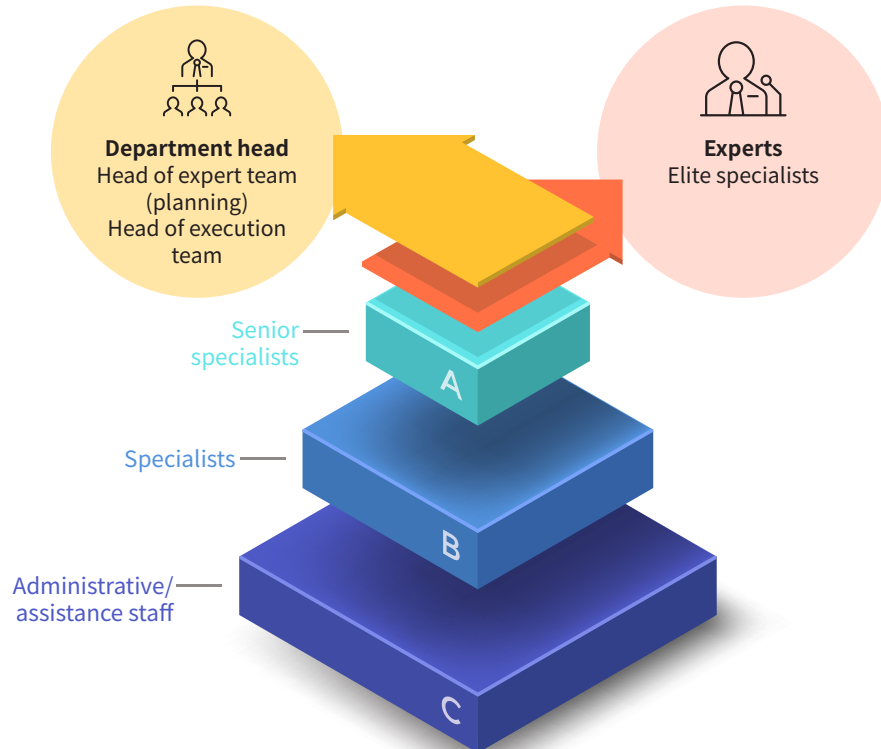 Department head
Head of expert team
(planning)
Head of execution
team
Experts
Elite specialists
Senior
specialists
A
Specialists
B
Administrative/
assistance staff
C